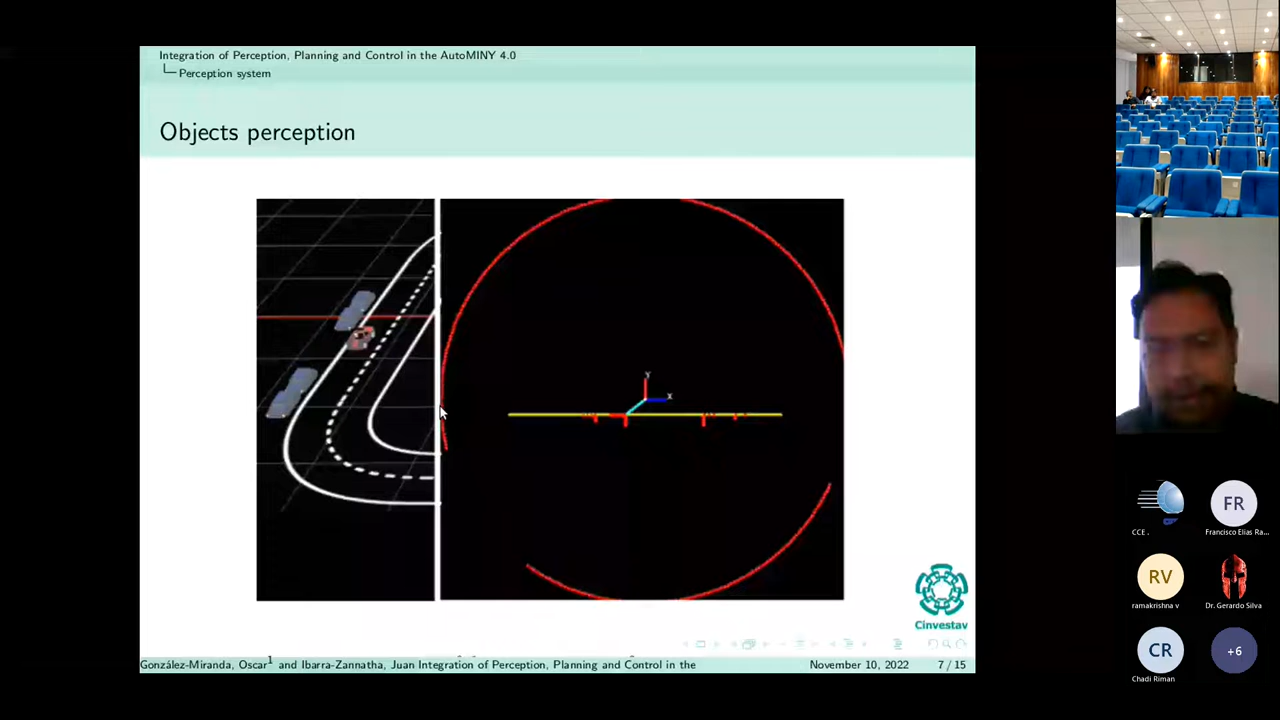 Integration of Perception, Planning and Control in the AutoMINY 4.0
Perception system
Objects perception
Y
X
Cinvestav
González-Miranda, Oscar1 and Ibarra-Zannatha, Juan Integration of Perception, Planning and Control in the
November 10, 2022
7 / 15
CCE .
FR
Francisco Elias Ra...
RV
ramakrishna v
Dr. Gerardo Silva
CR
Chadi Riman
+6